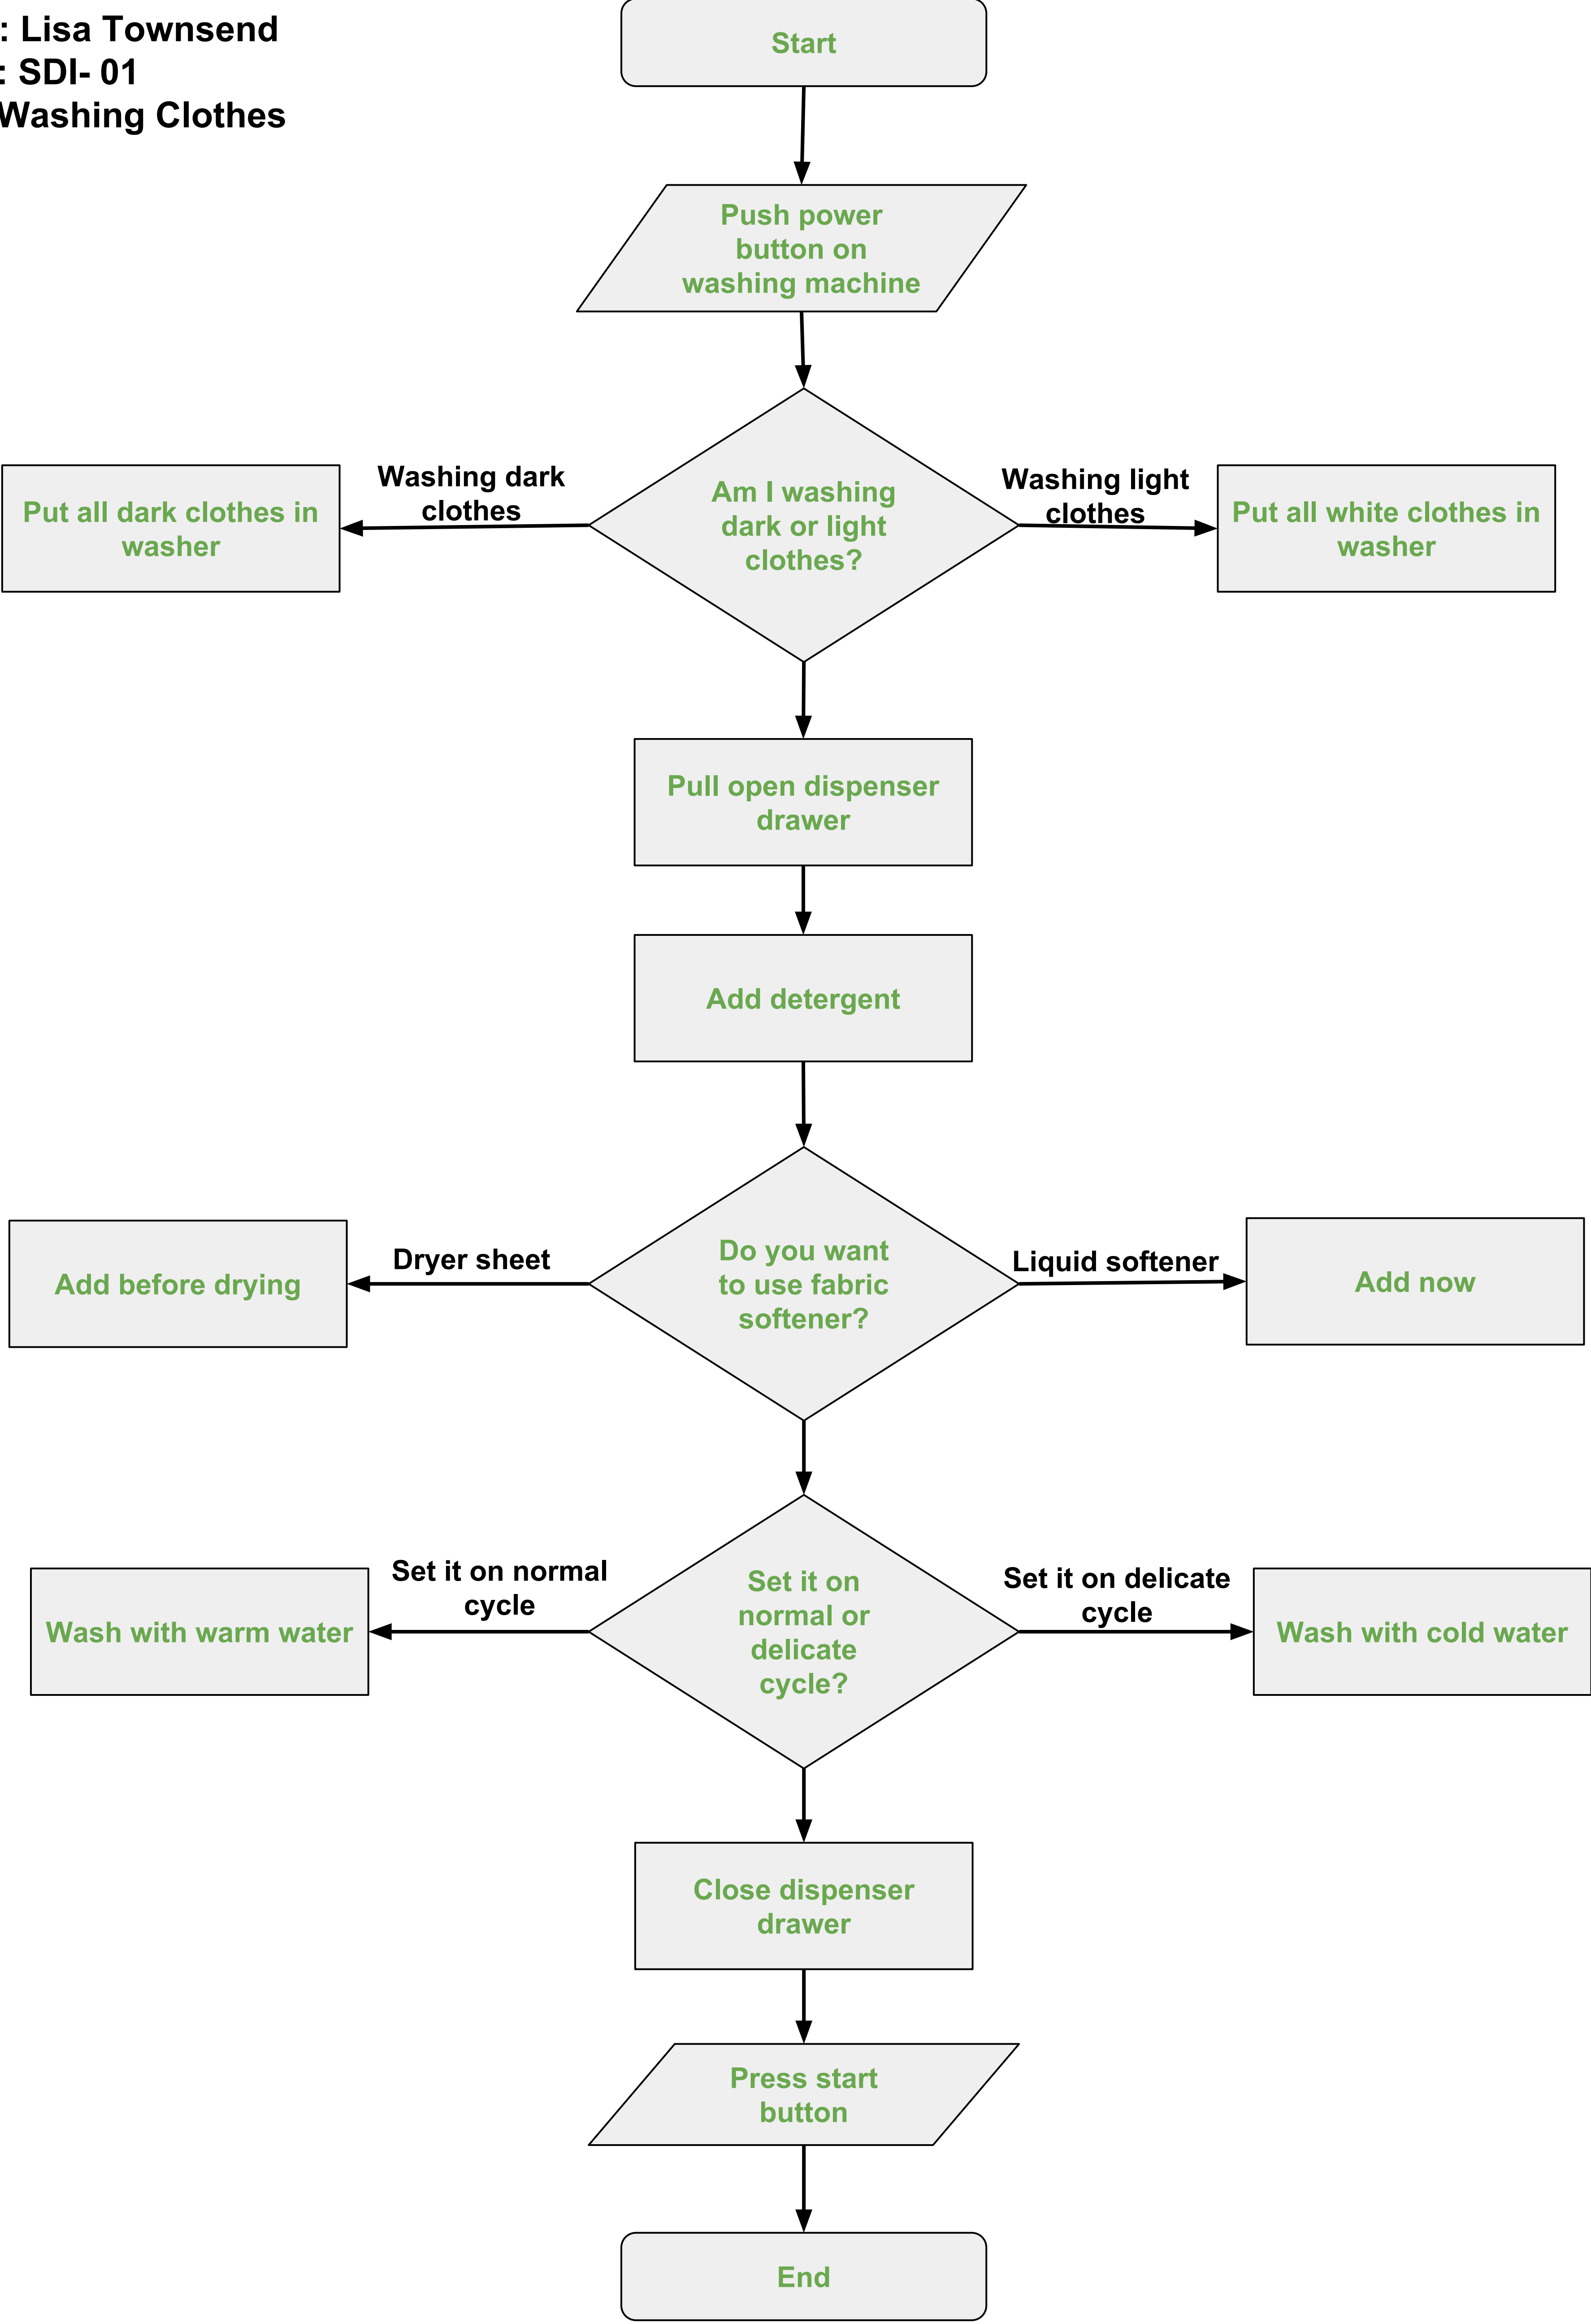 : Lisa Townsend
: SDI- 01
Washing Clothes
Start
Push power
button on
washing machine
Am I washing
dark or light
clothes?
Washing dark
clothes
Put all dark clothes in
washer
Washing light
clothes
Put all white clothes in
washer
Pull open dispenser
drawer
Add detergent
Do you want
to use fabric
softener?
Dryer sheet
Add before drying
Liquid softener
Add now
Set it on
normal or
delicate
cycle?
Set it on normal
cycle
Wash with warm water
Set it on delicate
cycle
Wash with cold water
Close dispenser
drawer
Press start
button
End